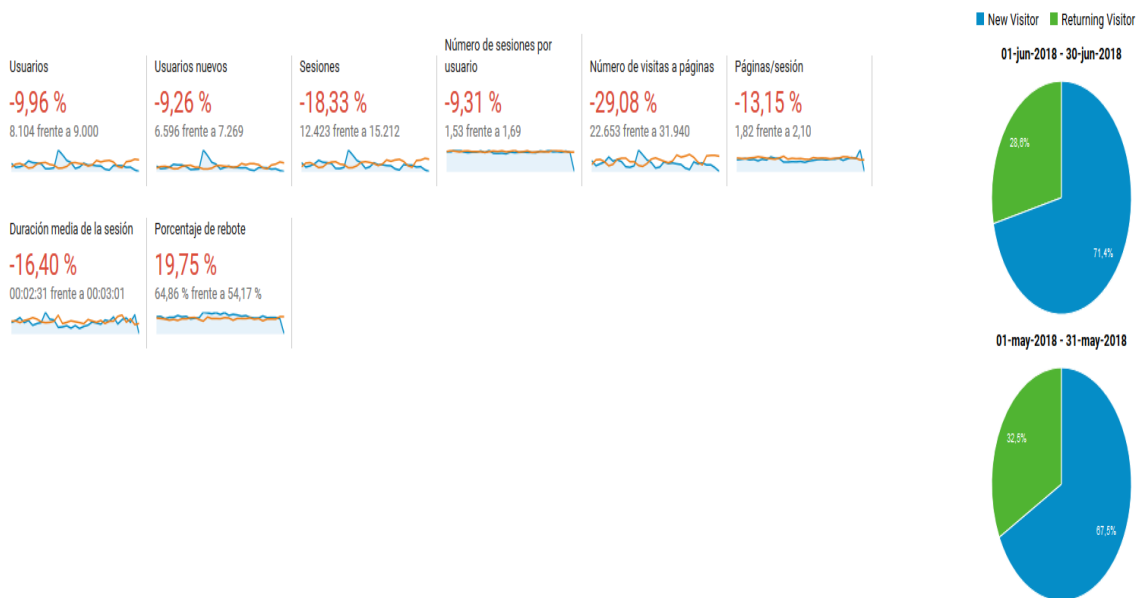 New Visitor Returning Visitor
01-jun-2018 - 30-jun-2018
28,6%
71,4%
01-may-2018 - 31-may-2018
32,5%
67,5%
Usuarios
-9,96 %
8.104 frente a 9.000
Usuarios nuevos
-9,26 %
6.596 frente a 7.269
Sesiones
-18,33 %
12.423 frente a 15.212
Número de sesiones por
usuario
-9,31 %
1,53 frente a 1,69
Número de visitas a páginas
-29,08 %
22.653 frente a 31.940
Páginas/sesión
-13,15 %
1,82 frente a 2,10
Duración media de la sesión
-16,40 %
00:02:31 frente a 00:03:01
Porcentaje de rebote
19,75 %
64,86 % frente a 54,17 %